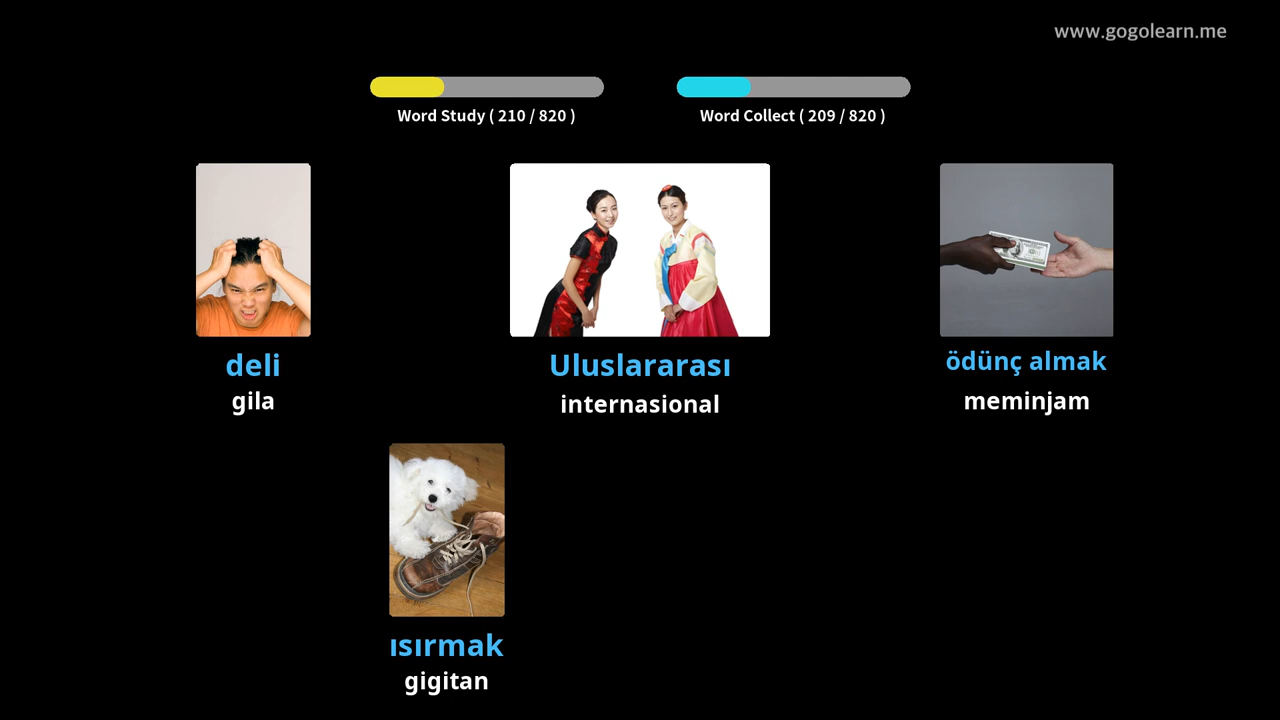 www.gogolearn.me
Word Study ( 210 / 820 )
Word Collect ( 209 / 820 )
deli
gila
Uluslararası
internasional
ödünç almak
meminjam
ısırmak
gigitan